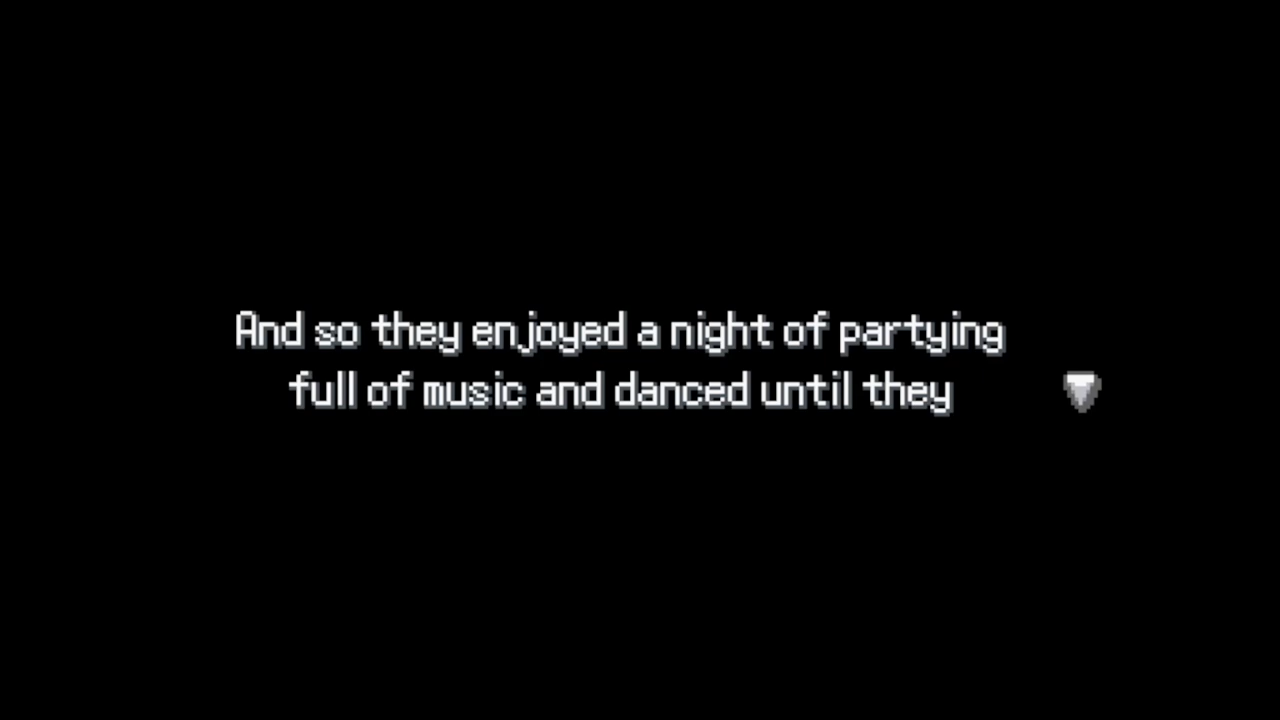 And so they enjoyed a night of partying
full of music and danced until they